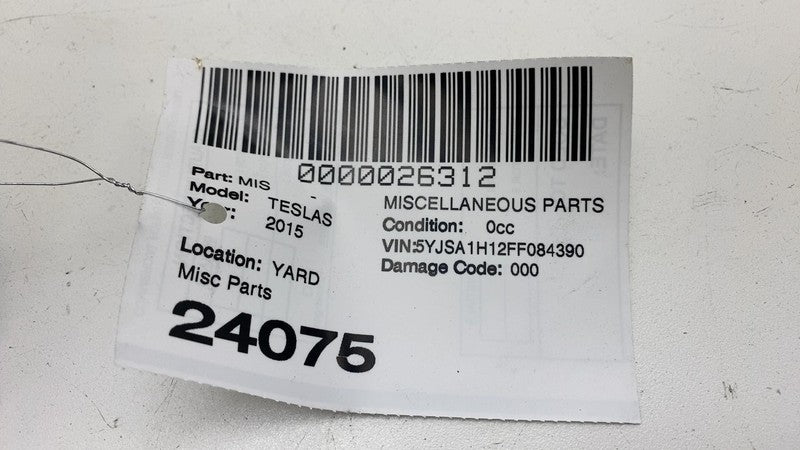 0000026312
Part: MIS -
MISCELLANEOUS PARTS
Model: TESLAS
Condition: 0cc
2015
VIN:5YJSA1H12FF084390
Location: YARD
Damage Code: 000
Misc Parts
24075